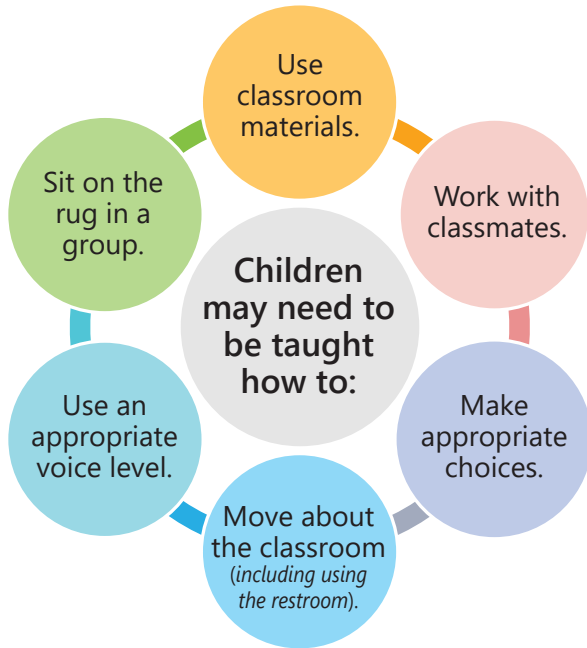 Children
may need to
be taught
how to:
Use
classroom
materials.
Work with
classmates.
Make
appropriate
choices.
Move about
the classroom
(including using
the restroom).
Use an
appropriate
voice level.
Sit on the
rug in a
group.